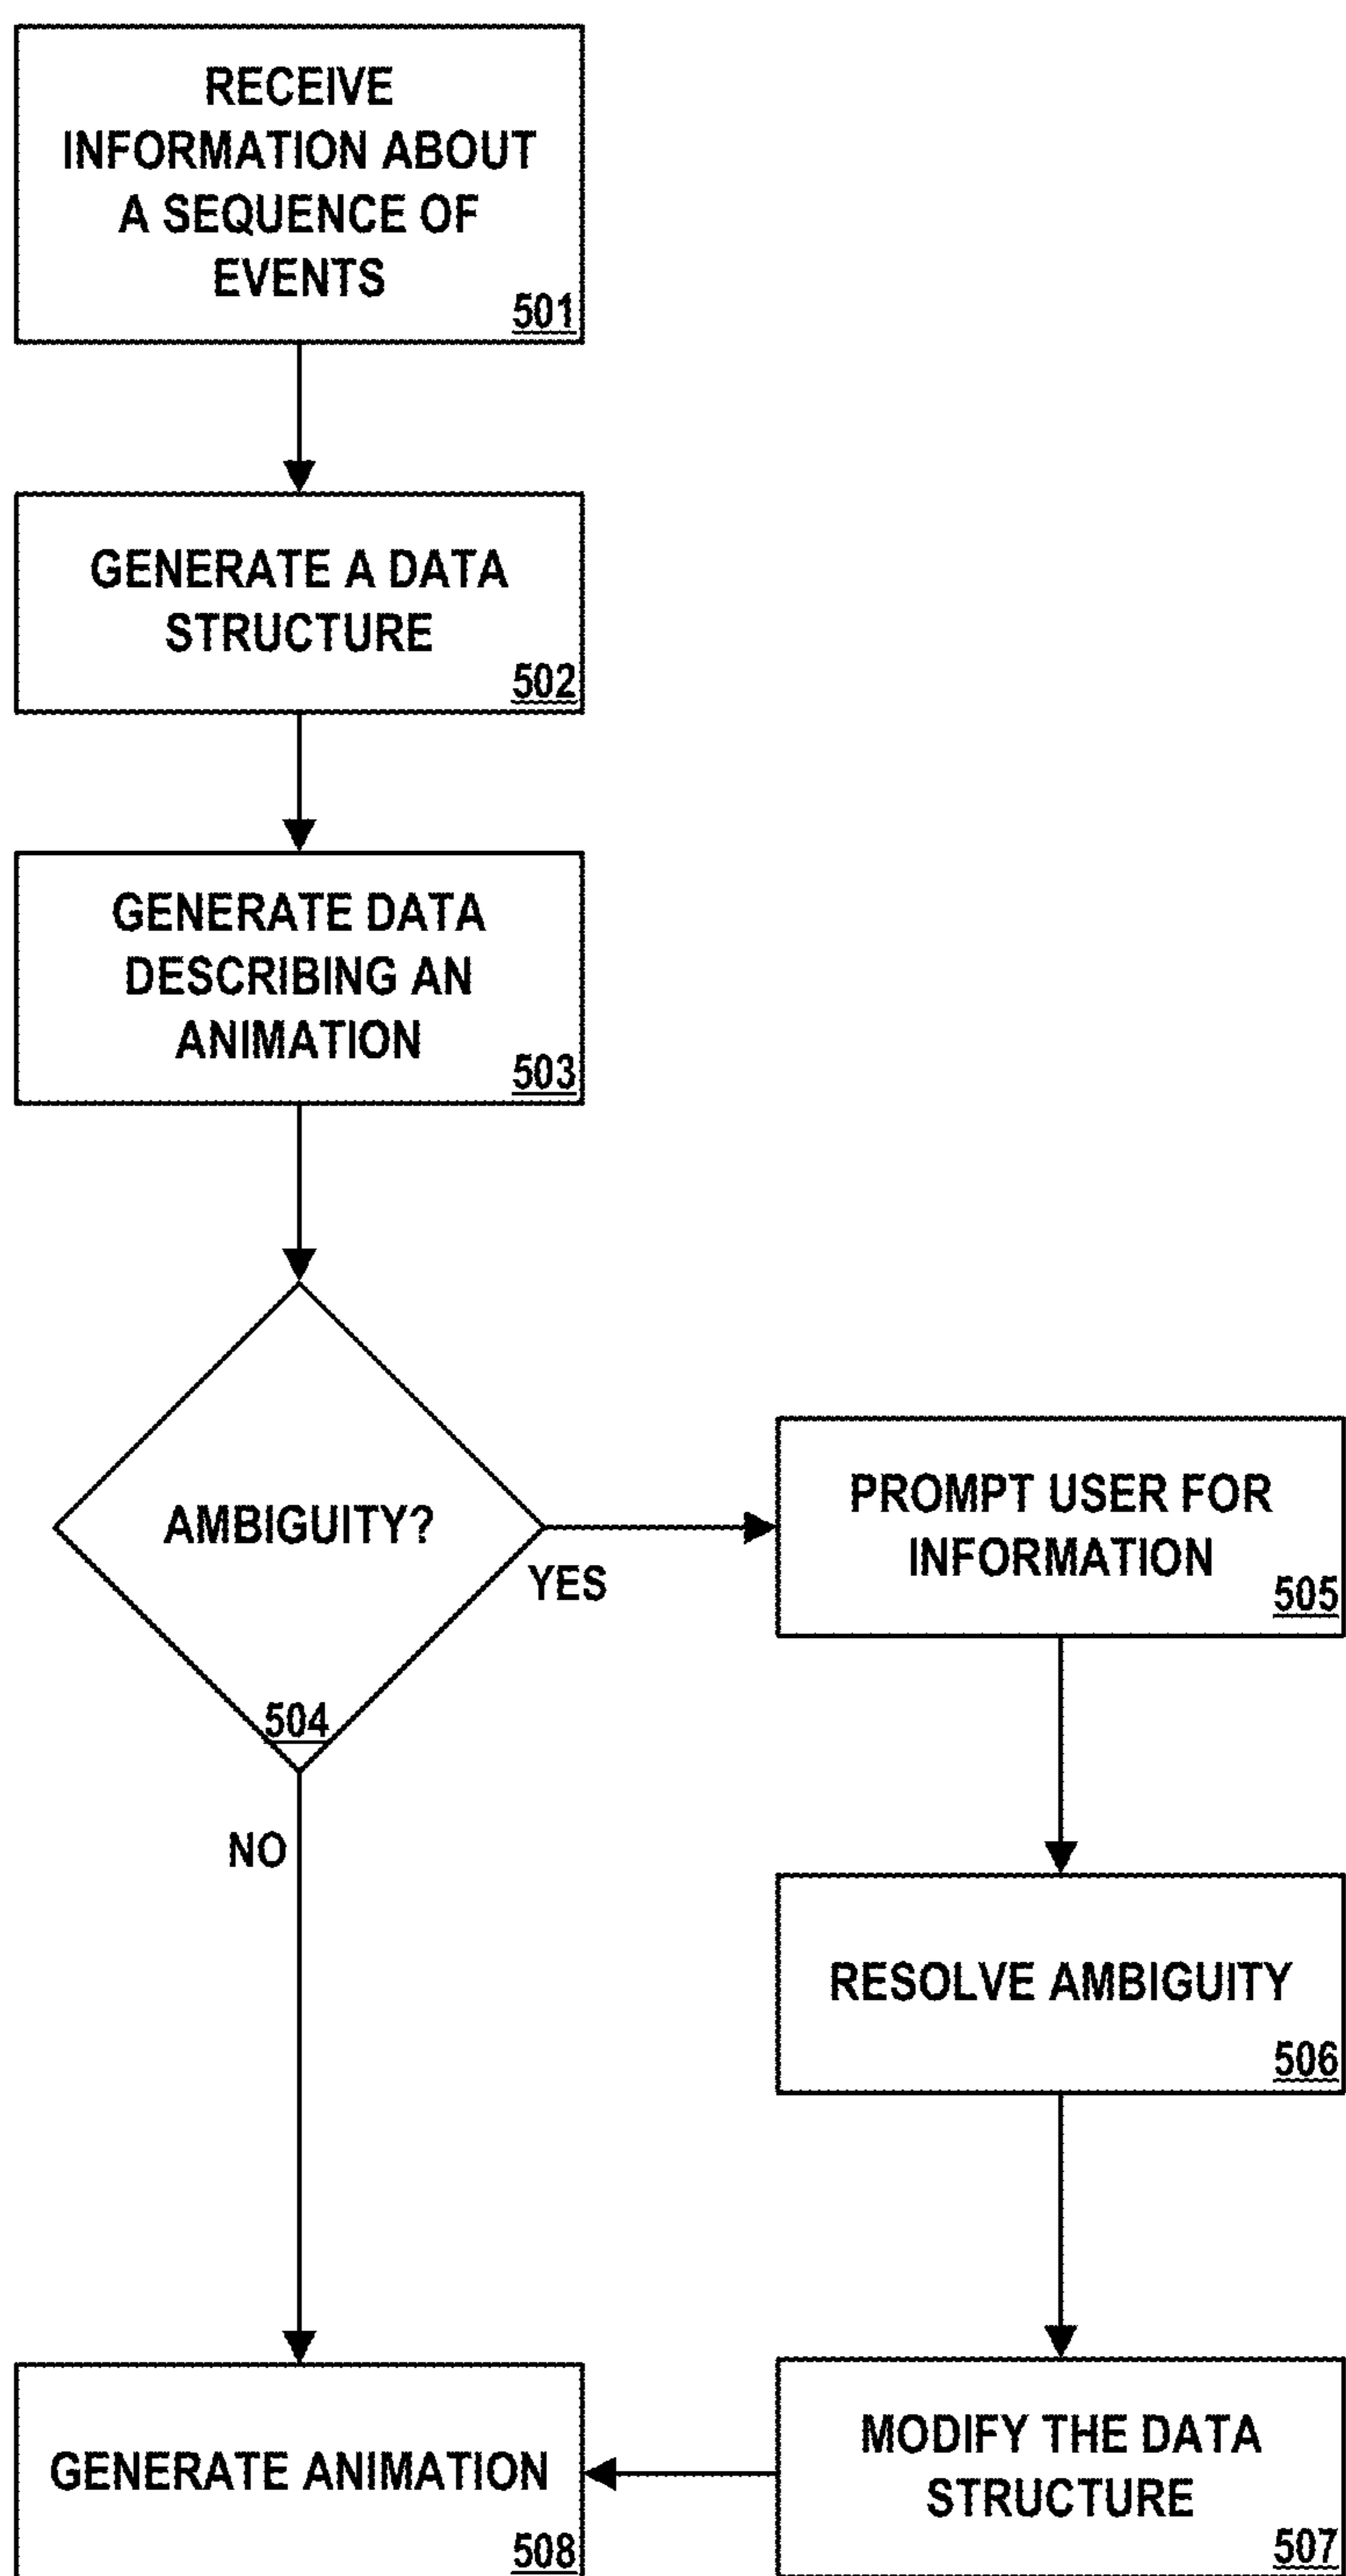 RECEIVE
INFORMATION ABOUT
A SEQUENCE OF
EVENTS
501
GENERATE A DATA
STRUCTURE
502
GENERATE DATA
DESCRIBING AN
ANIMATION
503
AMBIGUITY?
504
YES
NO
PROMPT USER FOR
INFORMATION
505
RESOLVE AMBIGUITY
506
MODIFY THE DATA
STRUCTURE
507
GENERATE ANIMATION
508